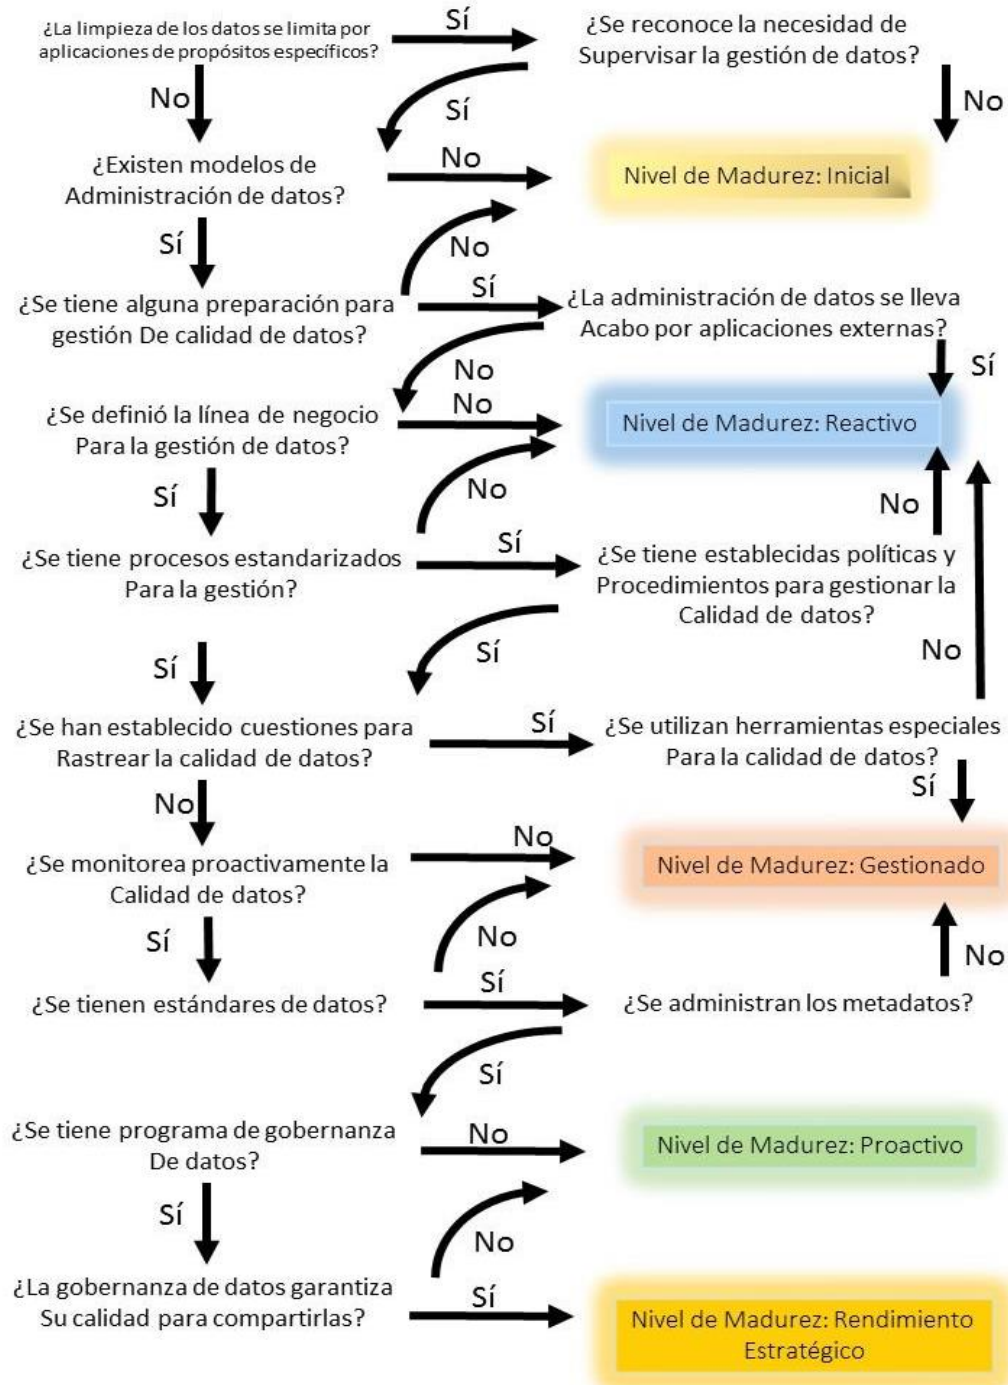 ¿La limpieza de los datos se limita por
aplicaciones de propósitos específicos?
Sí
¿Se reconoce la necesidad de
Supervisar la gestión de datos?
No
Sí
No
¿Existen modelos de
Administración de datos?
No
Nivel de Madurez: Inicial
Sí
No
¿Se tiene alguna preparación para
gestión De calidad de datos?
Sí
¿La administración de datos se lleva
Acabo por aplicaciones externas?
No
Sí
¿Se definió la línea de negocio
Para la gestión de datos?
No
Nivel de Madurez: Reactivo
Sí
No
No
¿Se tiene procesos estandarizados
Para la gestión?
Sí
¿Se tiene establecidas políticas y
Procedimientos para gestionar la
Calidad de datos?
Sí
Sí
No
¿Se han establecido cuestiones para
Rastrear la calidad de datos?
Sí
¿Se utilizan herramientas especiales
Para la calidad de datos?
No
Sí
¿Se monitorea proactivamente la
Calidad de datos?
No
Nivel de Madurez: Gestionado
Sí
No
No
¿Se tienen estándares de datos?
Sí
¿Se administran los metadatos?
Sí
¿Se tiene programa de gobernanza
De datos?
No
Nivel de Madurez: Proactivo
Sí
No
¿La gobernanza de datos garantiza
Su calidad para compartirlas?
Sí
Nivel de Madurez: Rendimiento
Estratégico